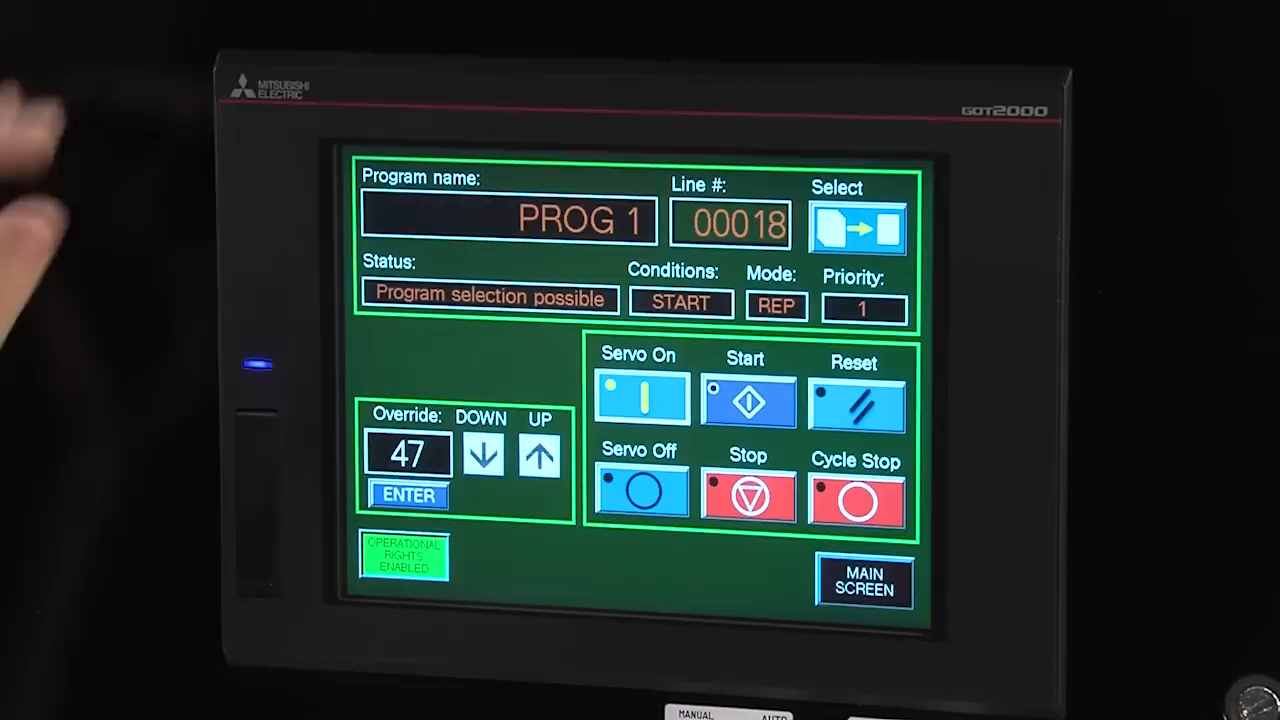 MITSUBISHI
ELECTRIC
GOT2000
Program name:
Line #:
Select
PROG 1
00018
Status:
Conditions:
Mode:
Priority:
Program selection possible
START
REP
1
Servo On
Start
Reset
Override:
DOWN
UP
47
ENTER
Servo Off
Stop
Cycle Stop
OPERATIONAL
RIGHTS
ENABLED
MAIN
SCREEN
MANUAL
AUTO